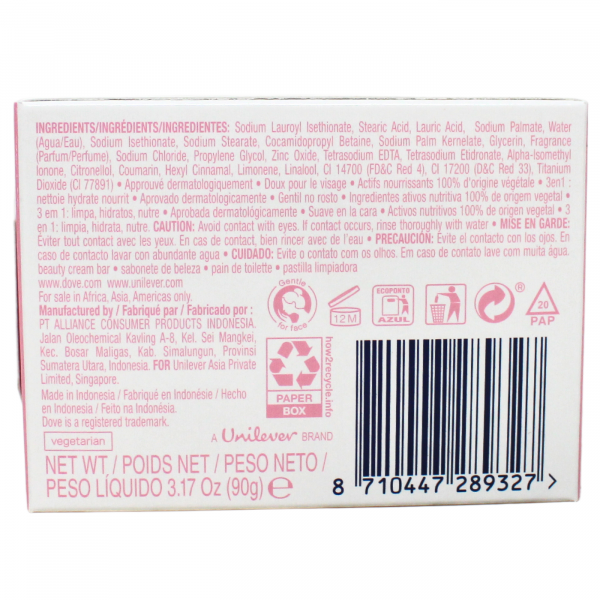 INGREDIENTS/INGRÉDIENTS/INGREDIENTES: Sodium Lauroyl Isethionate, Stearic Acid, Lauric Acid, Sodium Palmate, Water
(Agua/Eau), Sodium Isethionate, Sodium Stearate, Cocamidopropyl Betaine, Sodium Palm Kernelate, Glycerin, Fragrance
(Parfum/Perfume), Sodium Chloride, Propylene Glycol, Zinc Oxide, Tetrasodium EDTA, Tetrasodium Etidronate, Alpha-Isomethyl
Ionone, Citronellol, Coumarin, Hexyl Cinnamal, Limonene, Linalool, CI 14700 (FD&C Red 4), CI 17200 (D&C Red 33), Titanium
Dioxide (CI 77891) • Approuvé dermatologiquement • Doux pour le visage • Actifs nourrissants 100% d'origine végétale • 3en1 :
nettoie hydrate nourrit • Aprovado dermatologicamente • Gentil no rosto • Ingredientes ativos nutritiva 100% de origem vegetal •
3 em 1: limpa, hidratos, nutre • Aprobada dermatológicamente • Suave en la cara • Activos nutritivos 100% de origen vegetal • 3
en 1: limpia, hidrata, nutre. CAUTION: Avoid contact with eyes. If contact occurs, rinse thoroughly with water • MISE EN GARDE:
Éviter tout contact avec les yeux. En cas de contact, bien rincer avec de l'eau • PRECAUCIÓN: Evite el contacto con los ojos. En
caso de contacto lavar con abundante agua • CUIDADO: Evite o contato com os olhos. Em caso de contato lave com muita água.
beauty cream bar • sabonete de beleza • pain de toilette • pastilla limpiadora
www.dove.com www.unilever.com
For sale in Africa, Asia, Americas only.
Manufactured by / Fabriqué par / Fabricado por :
PT ALLIANCE CONSUMER PRODUCTS INDONESIA.
Jalan Oleochemical Kavling A-8, Kel. Sei Mangkei,
Kec. Bosar Maligas, Kab. Simalungun, Provinsi
Sumatera Utara, Indonesia. FOR Unilever Asia Private
Limited, Singapore.
Made in Indonesia / Fabriqué en Indonésie / Hecho
en Indonesia / Feito na Indonésia.
Dove is a registered trademark.
vegetarian
A Unilever BRAND
NET WT./ POIDS NET / PESO NETO /
PESO LÍQUIDO 3.17 Oz (90g) ℮
Gentle
for face
12M
ECOPONTO
AZUL
®
20
PAP
PAPER
BOX
how2recycle.info
8 710447 289327 >